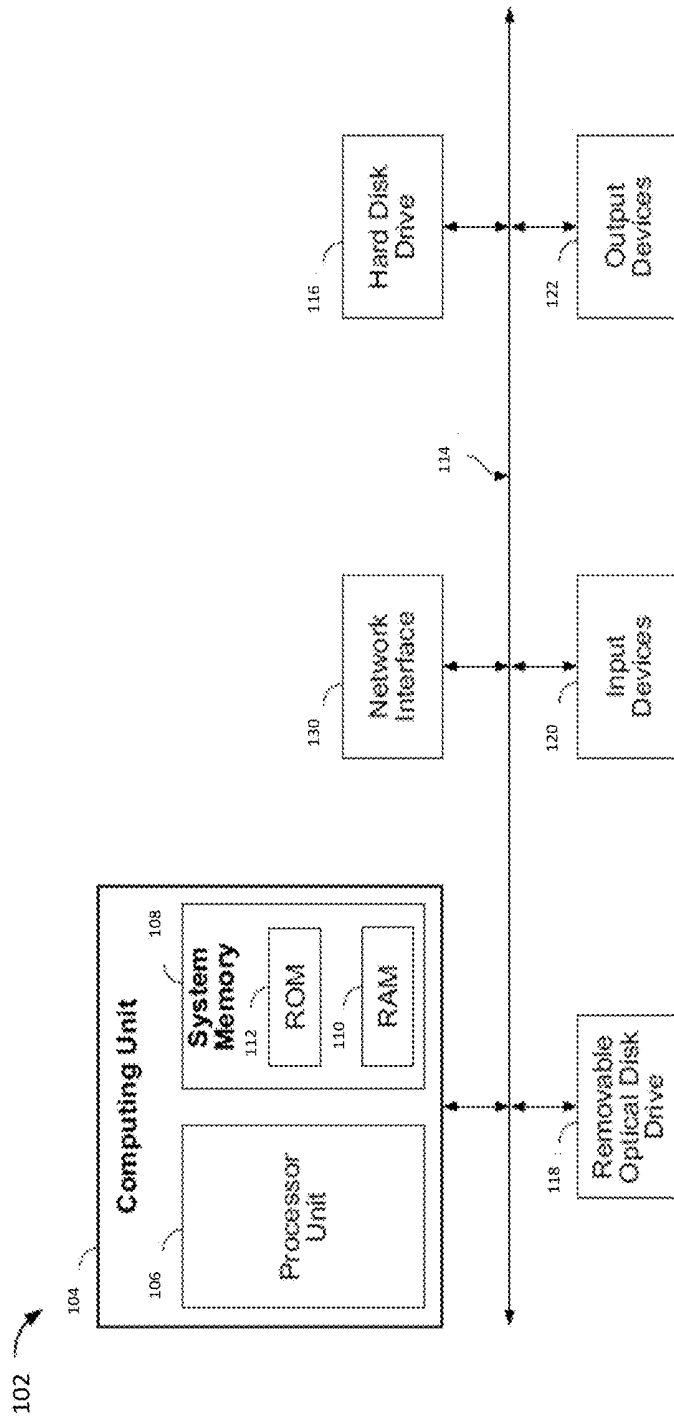 102
104
Computing Unit
106
Processor
Unit
108
System
Memory
112
ROM
110
RAM
130
Network
Interface
116
Hard Disk
Drive
114
118
Removable
Optical Disk
Drive
120
Input
Devices
122
Output
Devices